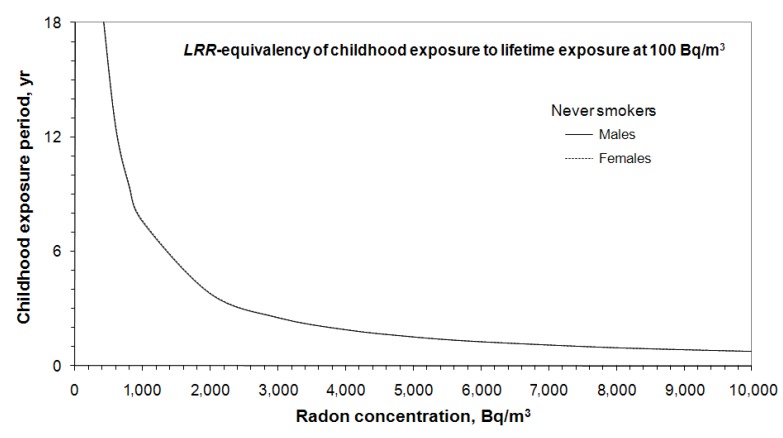 LRR-equivalency of childhood exposure to lifetime exposure at 100 Bq/m³
Never smokers
Males
Females
Childhood exposure period, yr
18
12
6
0
0 1,000 2,000 3,000 4,000 5,000 6,000 7,000 8,000 9,000 10,000
Radon concentration, Bq/m³